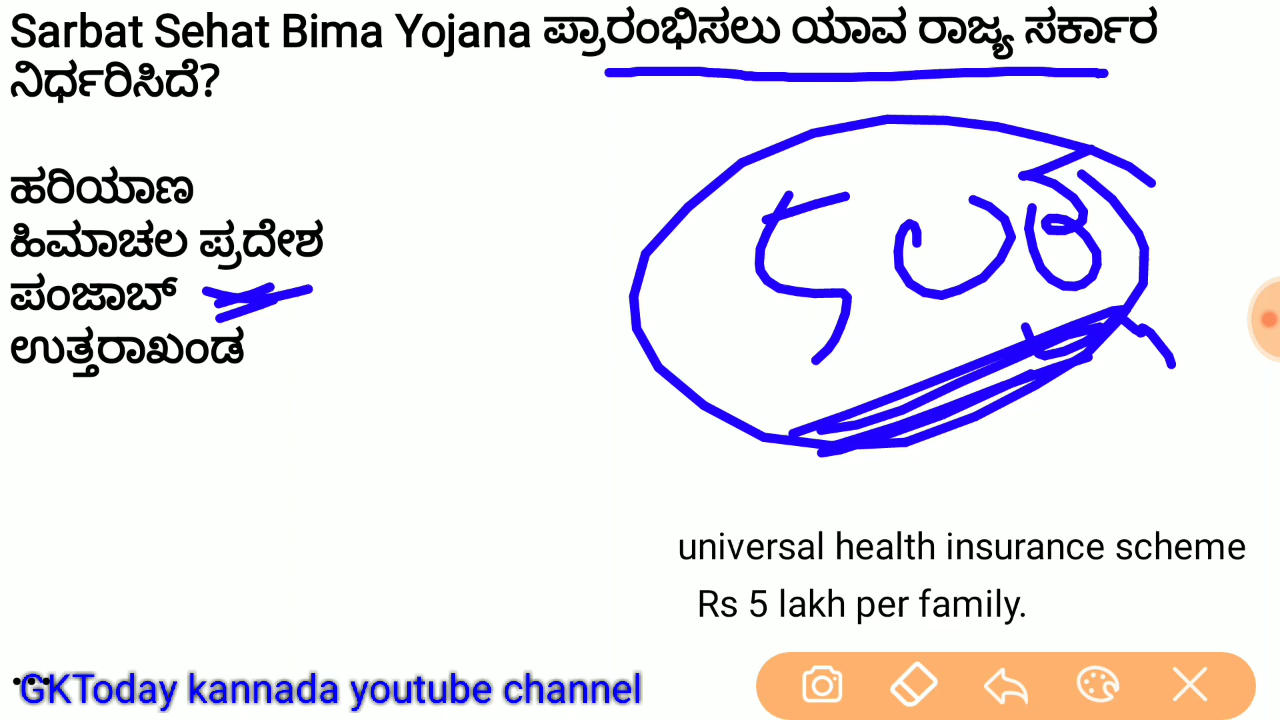 Sarbat Sehat Bima Yojana ಪ್ರಾರಂಭಿಸಲು ಯಾವ ರಾಜ್ಯ ಸರ್ಕಾರ
ನಿರ್ಧರಿಸಿದೆ?
ಹರಿಯಾಣ
ಹಿಮಾಚಲ ಪ್ರದೇಶ
ಪಂಜಾಬ್
ಉತ್ತರಾಖಂಡ
universal health insurance scheme
Rs 5 lakh per family.
GKToday kannada youtube channel